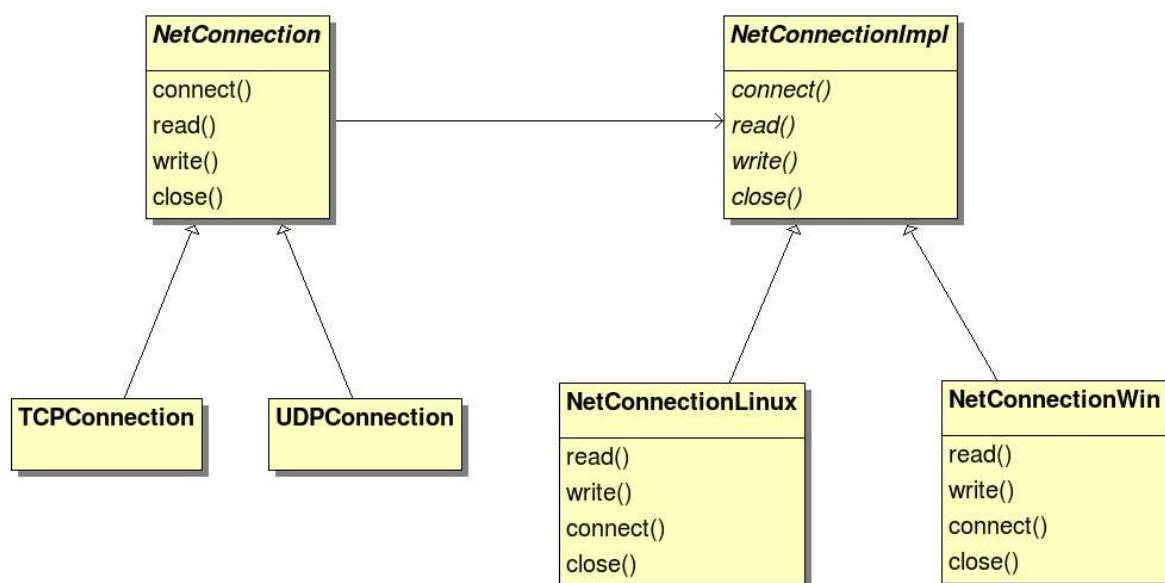 NetConnection
connect()
read()
write()
close()
NetConnectionImpl
connect()
read()
write()
close()
TCPConnection
UDPConnection
NetConnectionLinux
read()
write()
connect()
close()
NetConnectionWin
read()
write()
connect()
close()